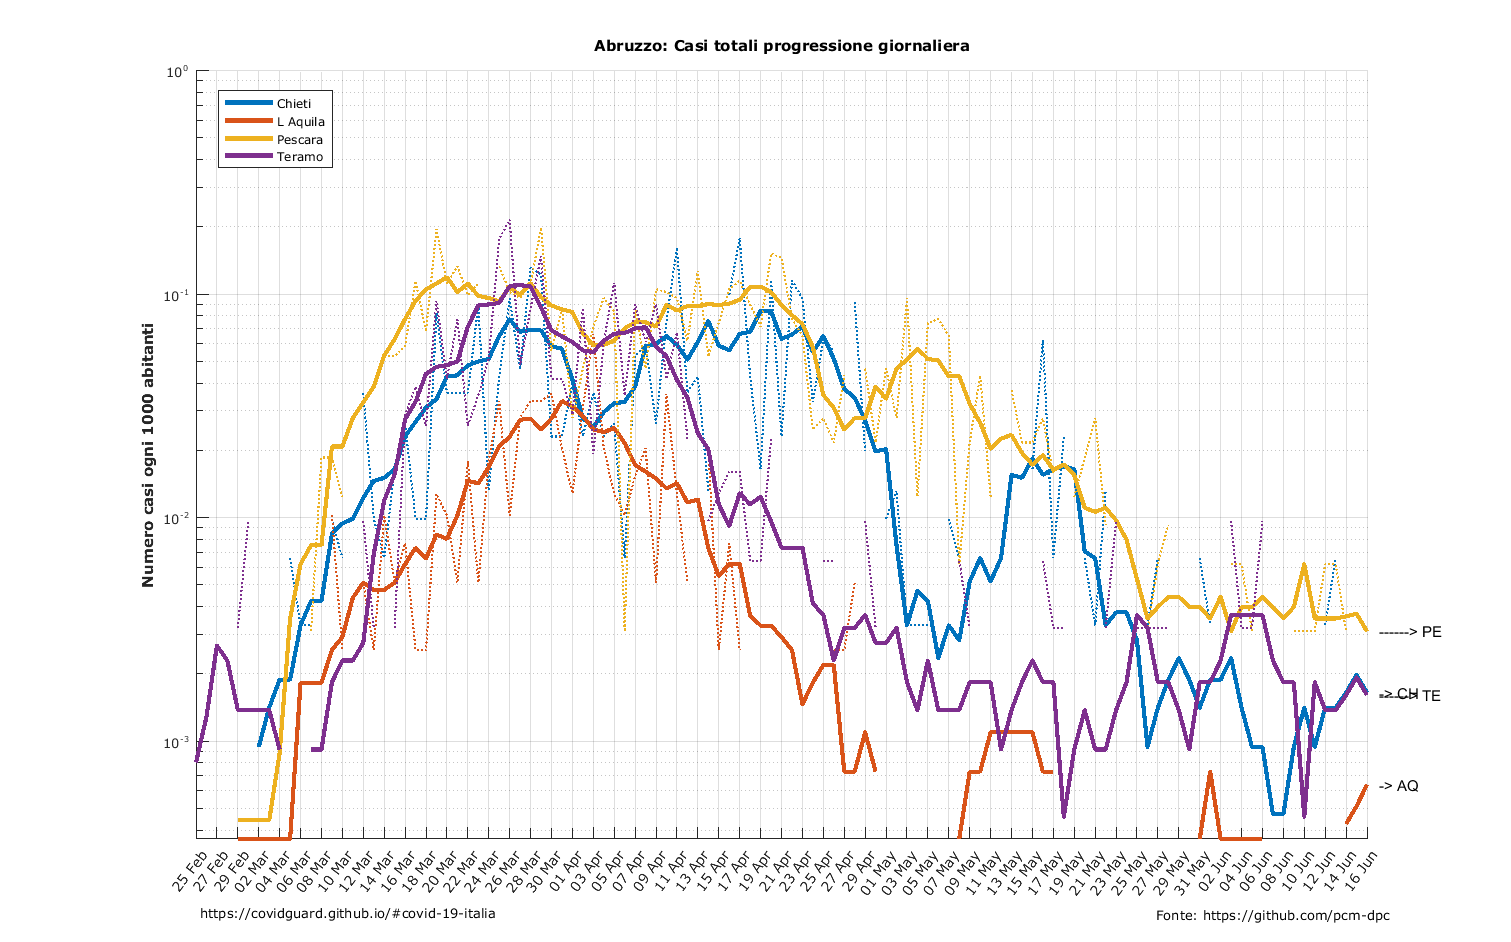 Abruzzo: Casi totali progressione giornaliera
10^0
10^-1
10^-2
10^-3
Numero casi ogni 1000 abitanti
Chieti
L Aquila
Pescara
Teramo
------> PE
-> CH
------> TE
-> AQ
25 Feb
27 Feb
29 Feb
02 Mar
04 Mar
06 Mar
08 Mar
10 Mar
12 Mar
14 Mar
16 Mar
18 Mar
20 Mar
22 Mar
24 Mar
26 Mar
28 Mar
30 Mar
01 Apr
03 Apr
05 Apr
07 Apr
09 Apr
11 Apr
13 Apr
15 Apr
17 Apr
19 Apr
21 Apr
23 Apr
25 Apr
27 Apr
29 Apr
01 May
03 May
05 May
07 May
09 May
11 May
13 May
15 May
17 May
19 May
21 May
23 May
25 May
27 May
29 May
31 May
02 Jun
04 Jun
06 Jun
08 Jun
10 Jun
12 Jun
14 Jun
16 Jun
https://covidguard.github.io/#covid-19-italia
Fonte: https://github.com/pcm-dpc